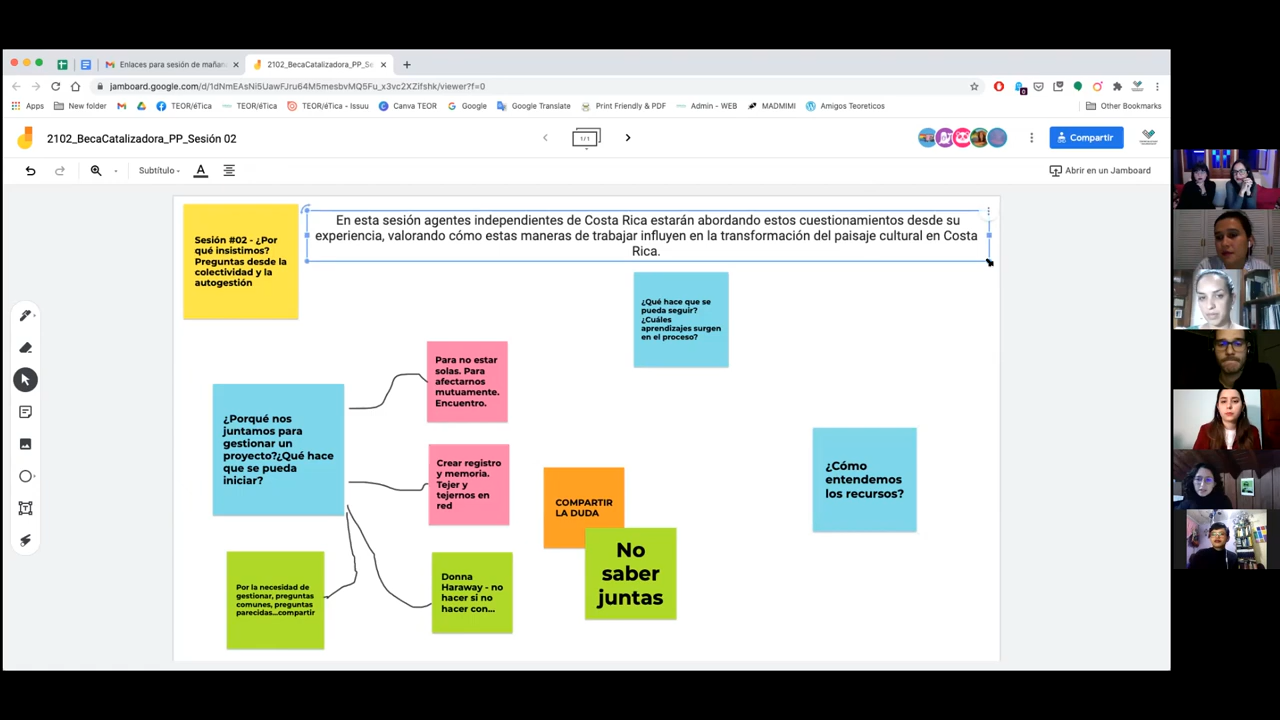 Enlaces para sesión de mañan
2102_BecaCatalizadora_PP_Se
jamboard.google.com/d/1dNmEAsNi5UawFJru64M5mesbvMQ5Fu_x3vc2XZifshk/viewer?f=0
Apps
New folder
TEOR/éTica
TEOR/éTica
TEOR/éTica - Issuu
Canva TEOR
Google
Google Translate
Print Friendly & PDF
Admin - WEB
MADMIMI
Amigos Teoreticos
Other Bookmarks
2102_BecaCatalizadora_PP_Sesión 02
1/1
Compartir
Subtítulo
Abrir en un Jamboard
Sesión #02 - ¿Por
qué insistimos?
Preguntas desde la
colectividad y la
autogestión
En esta sesión agentes independientes de Costa Rica estarán abordando estos cuestionamientos desde su
experiencia, valorando cómo estas maneras de trabajar influyen en la transformación del paisaje cultural en Costa
Rica.
¿Qué hace que se
pueda seguir?
¿Cuáles
aprendizajes surgen
en el proceso?
Para no estar
solas. Para
afectarnos
mutuamente.
Encuentro.
¿Porqué nos
juntamos para
gestionar un
proyecto?¿Qué hace
que se pueda
iniciar?
Crear registro
y memoria.
Tejer y
tejernos en
red
COMPARTIR
LA DUDA
¿Cómo
entendemos
los recursos?
No
saber
juntas
Por la necesidad de
gestionar, preguntas
comunes, preguntas
parecidas...compartir
Donna
Haraway - no
hacer si no
hacer con...